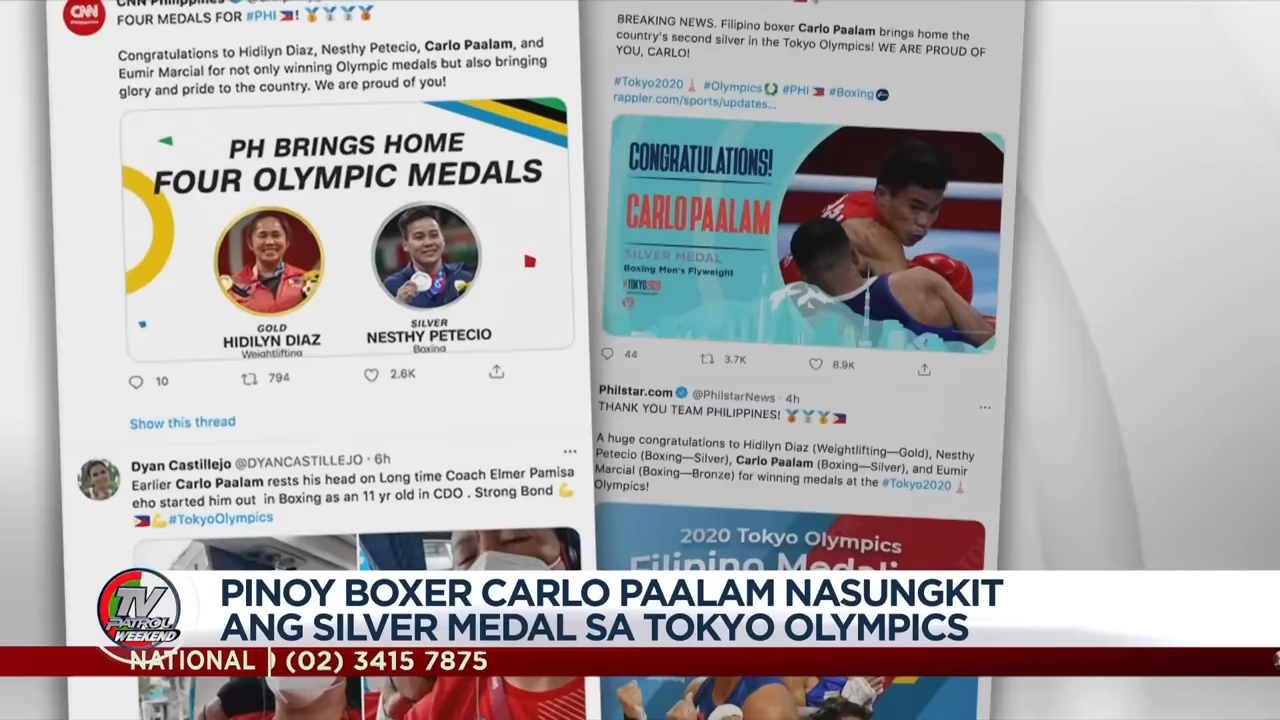 CNN Philippines
FOUR MEDALS FOR #PHI 🇵🇭! 🥇🥈🥈🥉
Congratulations to Hidilyn Diaz, Nesthy Petecio, Carlo Paalam, and
Eumir Marcial for not only winning Olympic medals but also bringing
glory and pride to the country. We are proud of you!
PH BRINGS HOME
FOUR OLYMPIC MEDALS
GOLD
HIDILYN DIAZ
Weightlifting
SILVER
NESTHY PETECIO
Boxing
10 794 2.6K
Show this thread
Dyan Castillejo @DYANCASTILLEJO · 6h
Earlier Carlo Paalam rests his head on Long time Coach Elmer Pamisa
eho started him out in Boxing as an 11 yr old in CDO . Strong Bond 💪
🇵🇭💪#TokyoOlympics
BREAKING NEWS. Filipino boxer Carlo Paalam brings home the
country's second silver in the Tokyo Olympics! WE ARE PROUD OF
YOU, CARLO!
#Tokyo2020 #Olympics #PHI 🇵🇭 #Boxing
rappler.com/sports/updates...
CONGRATULATIONS!
CARLO PAALAM
SILVER MEDAL
Boxing Men's Flyweight
#TOKYO2020
44 3.7K 8.9K
Philstar.com @PhilstarNews · 4h
THANK YOU TEAM PHILIPPINES! 🥉🥈🥇🇵🇭
A huge congratulations to Hidilyn Diaz (Weightlifting—Gold), Nesthy
Petecio (Boxing—Silver), Carlo Paalam (Boxing—Silver), and Eumir
Marcial (Boxing—Bronze) for winning medals at the #Tokyo2020
Olympics!
2020 Tokyo Olympics
Filipino
TV
PATROL
WEEKEND
PINOY BOXER CARLO PAALAM NASUNGKIT
ANG SILVER MEDAL SA TOKYO OLYMPICS
NATIONAL (02) 3415 7875